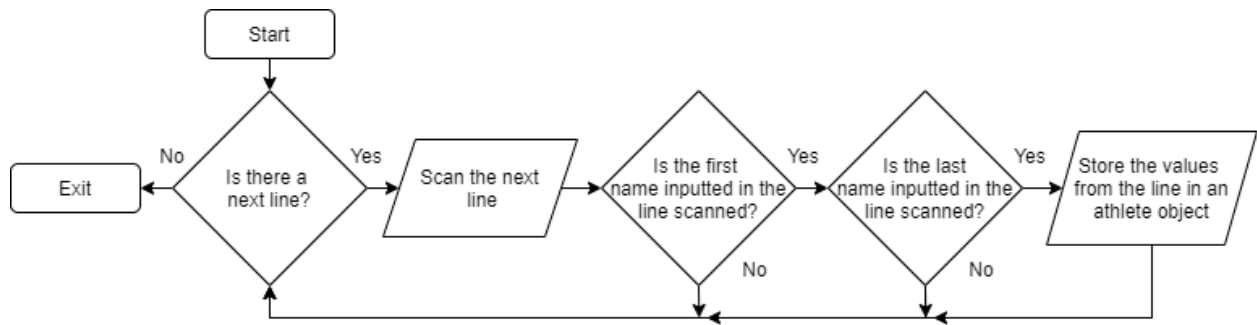 Start
No
Exit
Is there a
next line?
Yes
Scan the next
line
Is the first
name inputted in the
line scanned?
Yes
No
Is the last
name inputted in the
line scanned?
Yes
No
Store the values
from the line in an
athlete object